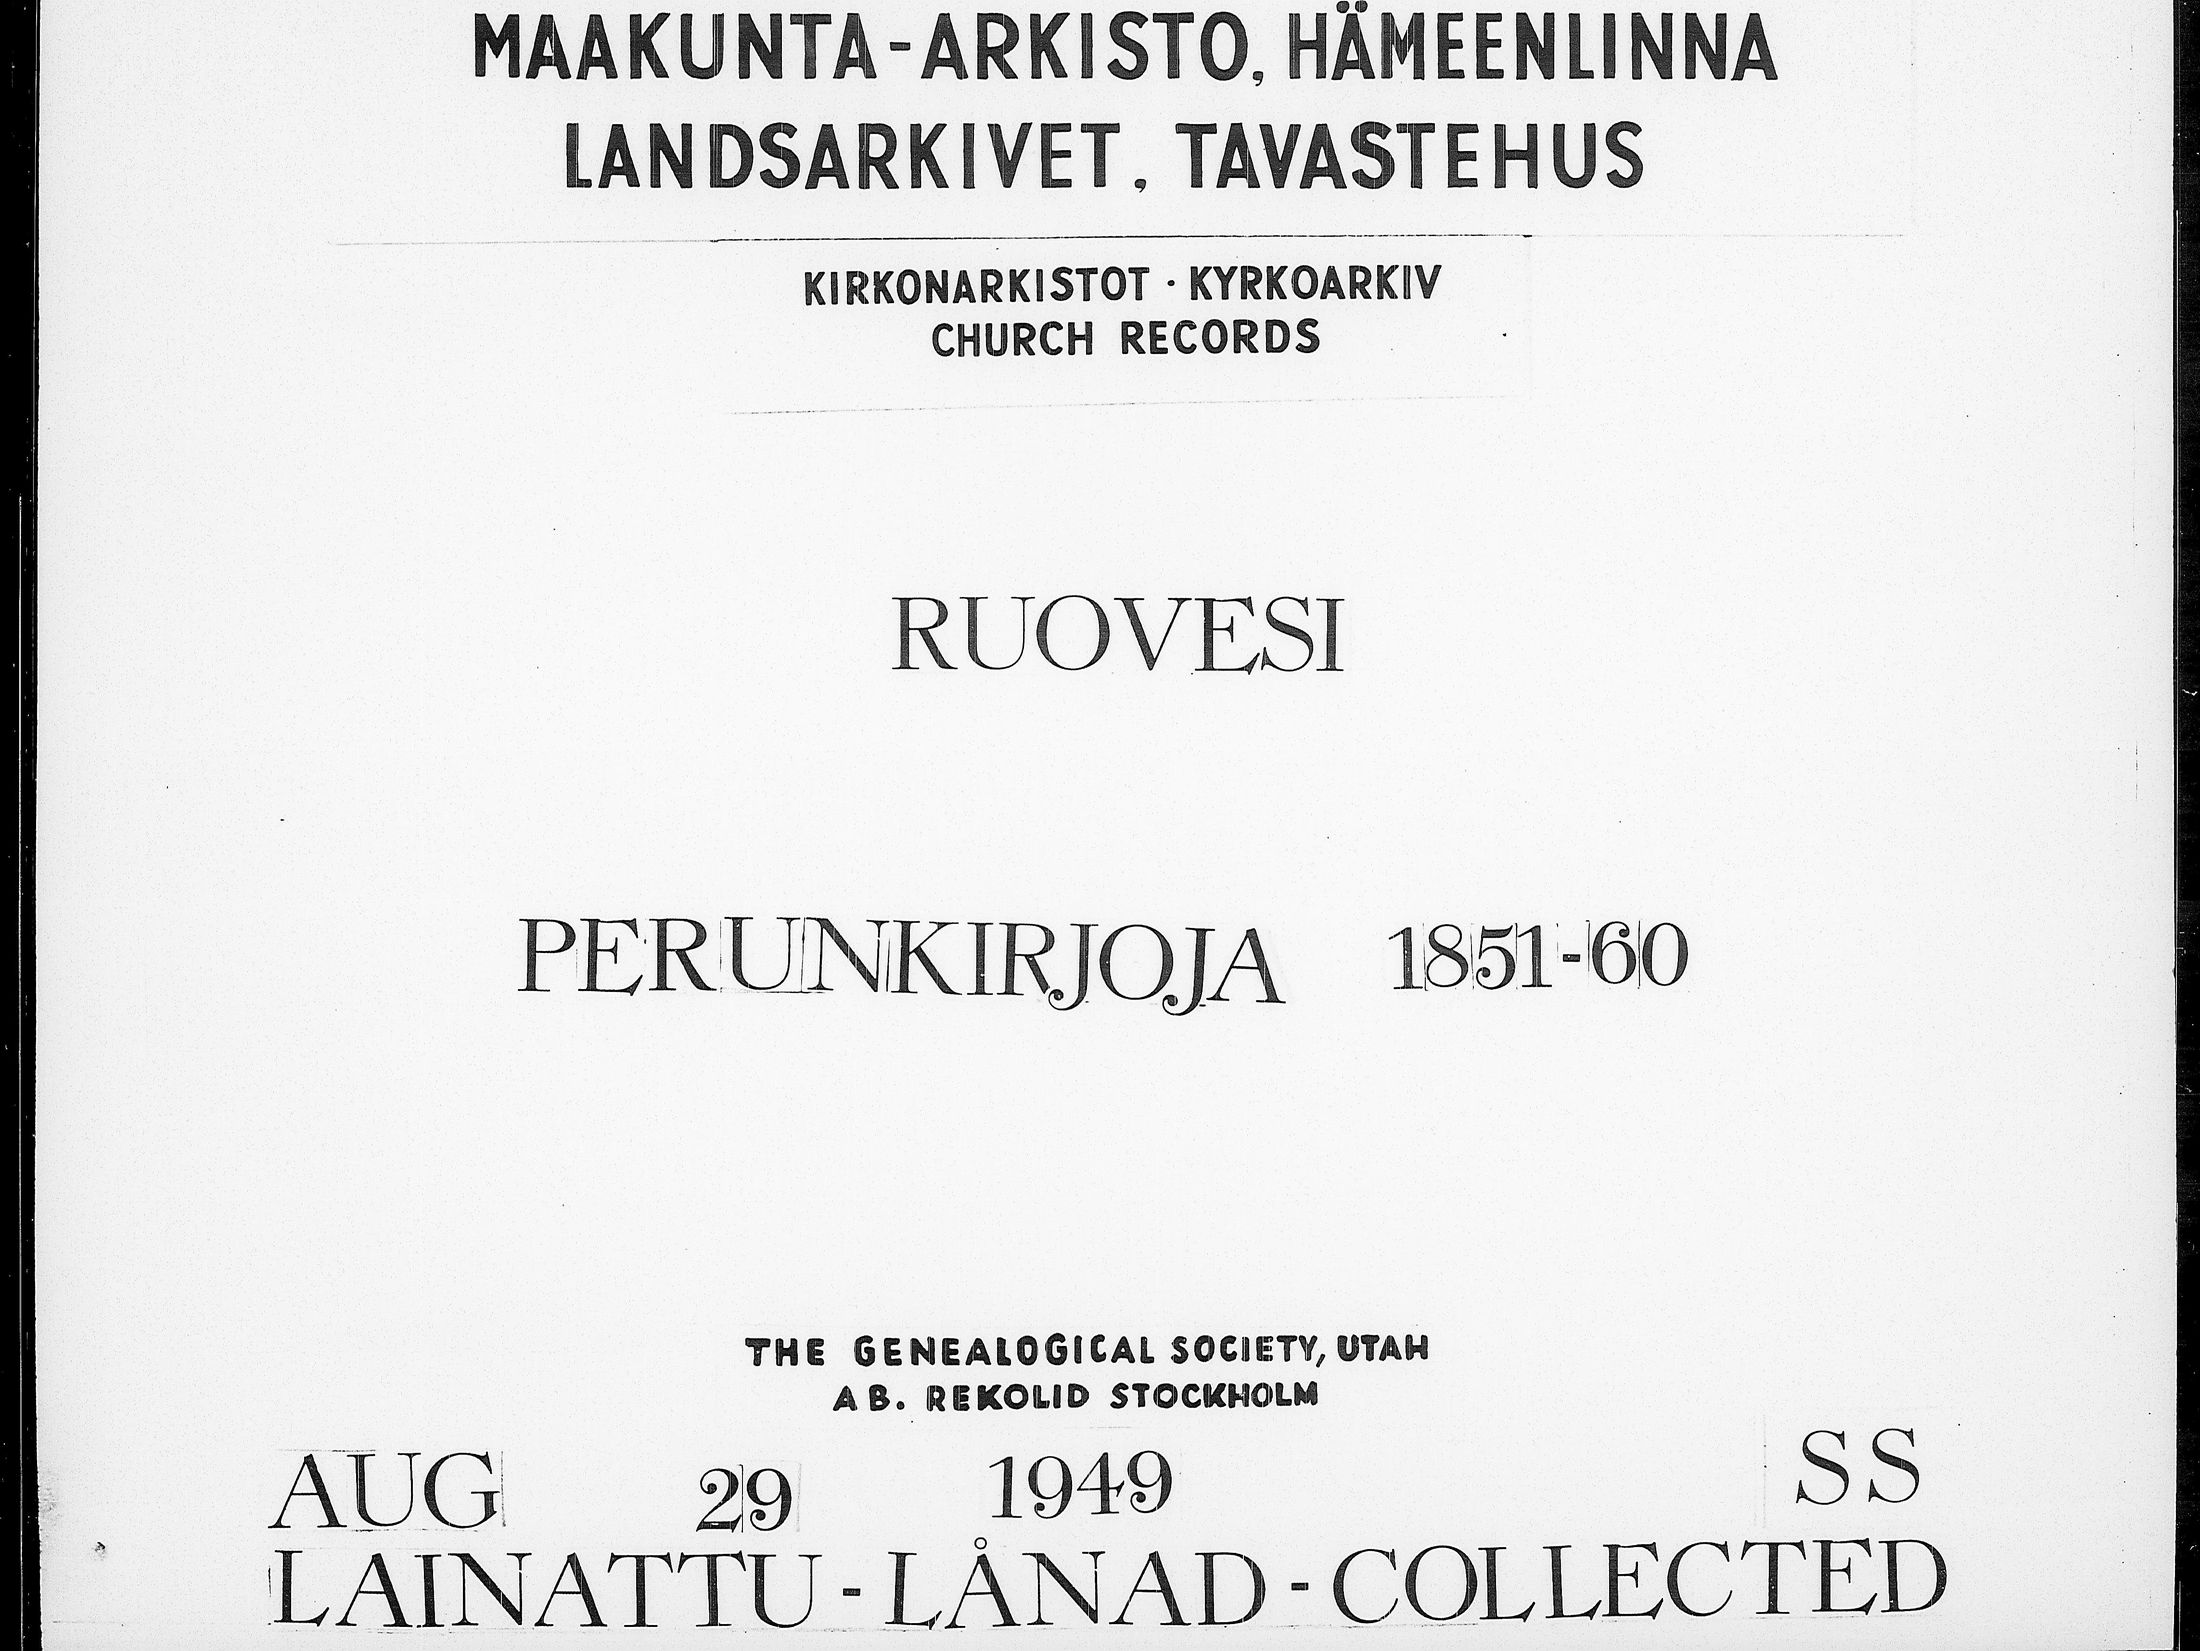 MAAKUNTA-ARKISTO, HÄMEENLINNA
LANDSARKIVET, TAVASTEHUS
KIRKONARKISTOT · KYRKOARKIV
CHURCH RECORDS
RUOVESI
PERUNKIRJOJA 1851-60
THE GENEALOGICAL SOCIETY, UTAH
AB. REKOLID STOCKHOLM
AUG 29 1949 SS
LAINATTU - LÅNAD - COLLECTED